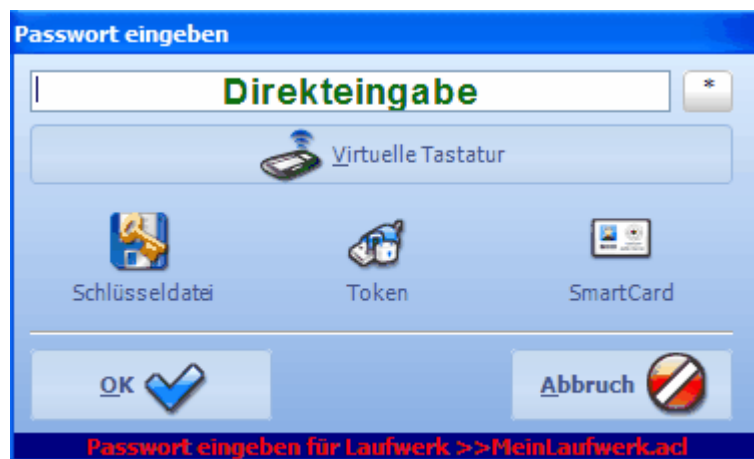 Passwort eingeben
Direkteingabe *
Virtuelle Tastatur
Schlüsseldatei Token SmartCard
OK Abbruch
Passwort eingeben für Laufwerk >>MeinLaufwerk.acl